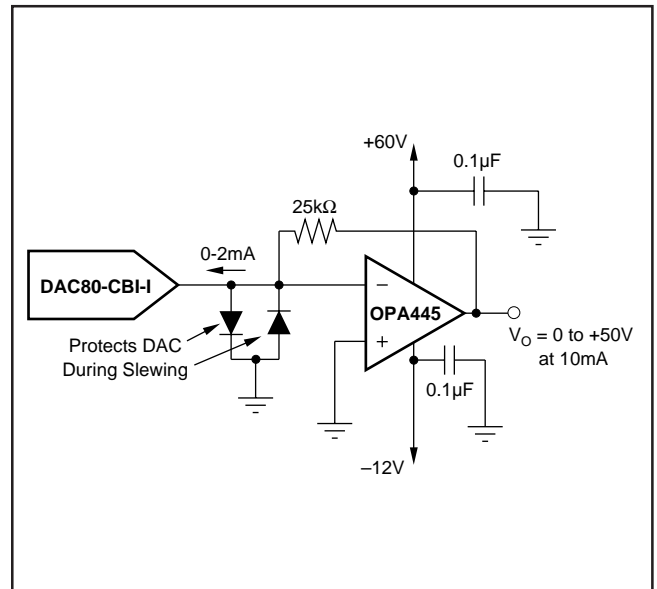 +60V
0.1µF
25kΩ
0-2mA
DAC80-CBI-I
–
OPA445
+
Protects DAC
During Slewing
V_O = 0 to +50V
at 10mA
0.1µF
–12V